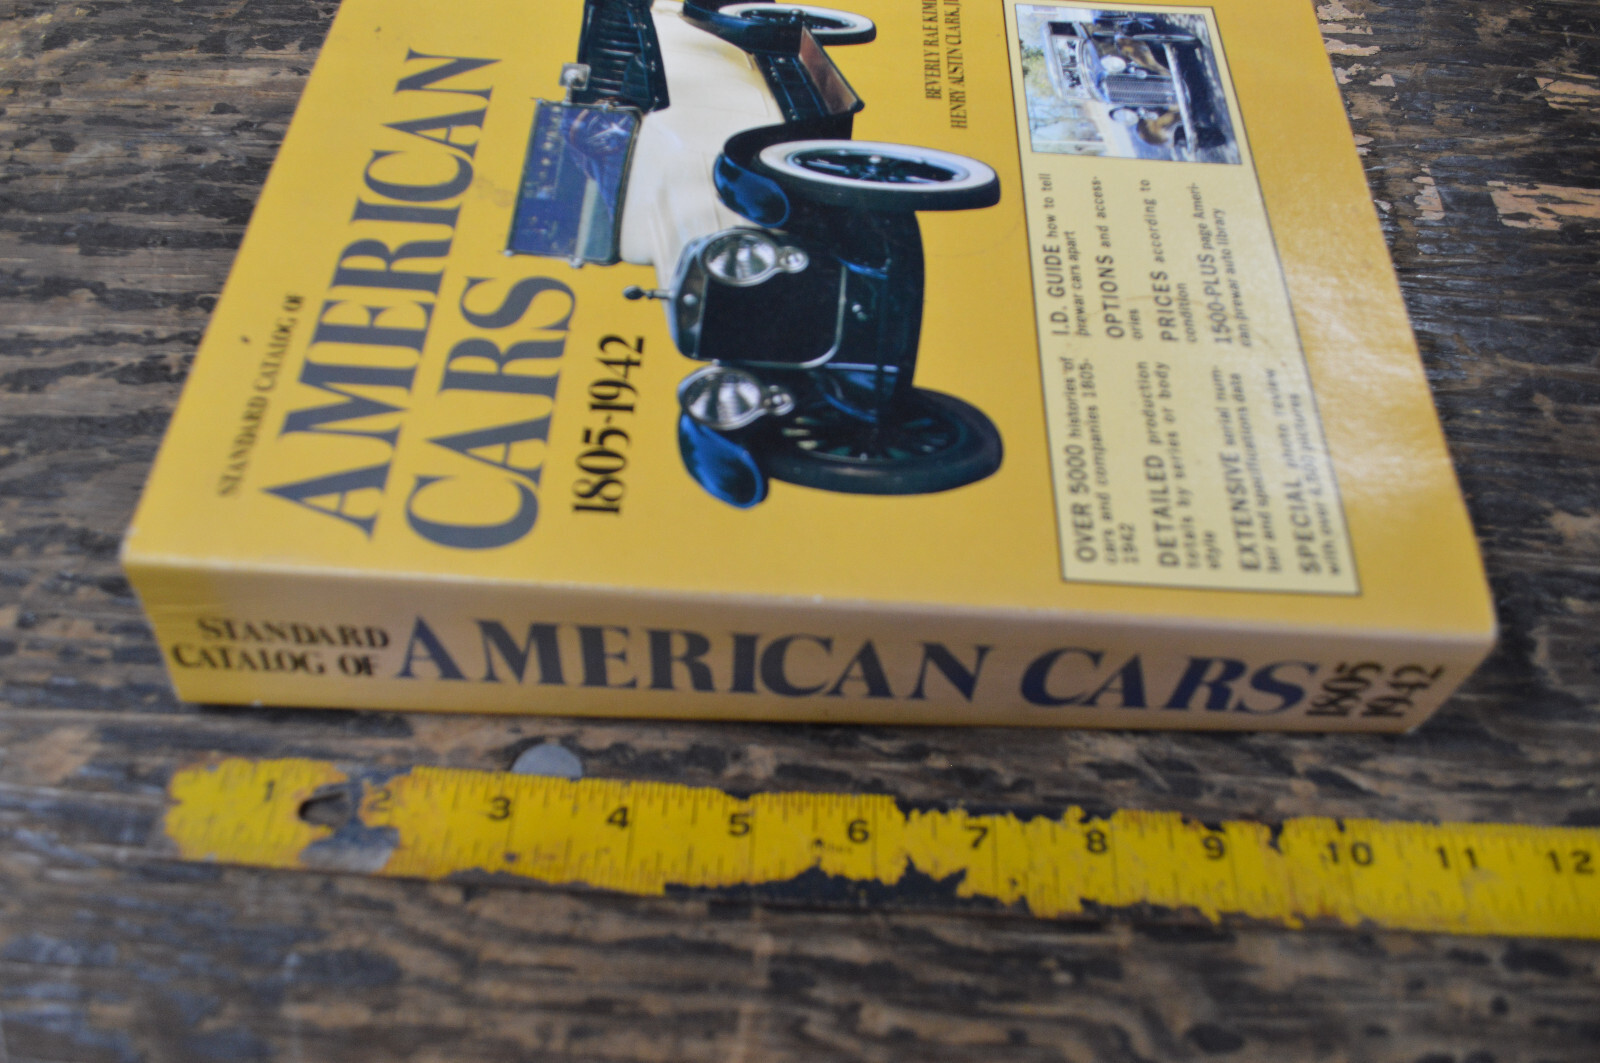 STANDARD CATALOG OF
AMERICAN
CARS
1805-1942
BEVERLY RAE
HENRY AUSTIN CLARK, JR
OVER 5000 histories of
cars and companies 1805-
1942
DETAILED production
totals by series or body
style
EXTENSIVE serial num-
ber and specifications data
SPECIAL photo review
with over 4,500 pictures
I.D. GUIDE how to tell
prewar cars apart
OPTIONS and access-
ories
PRICES according to
condition
1500-PLUS page Ameri-
can prewar auto library
STANDARD
CATALOG OF
AMERICAN CARS
1805
1942
1 2 3 4 5 6 7 8 9 10 11 12